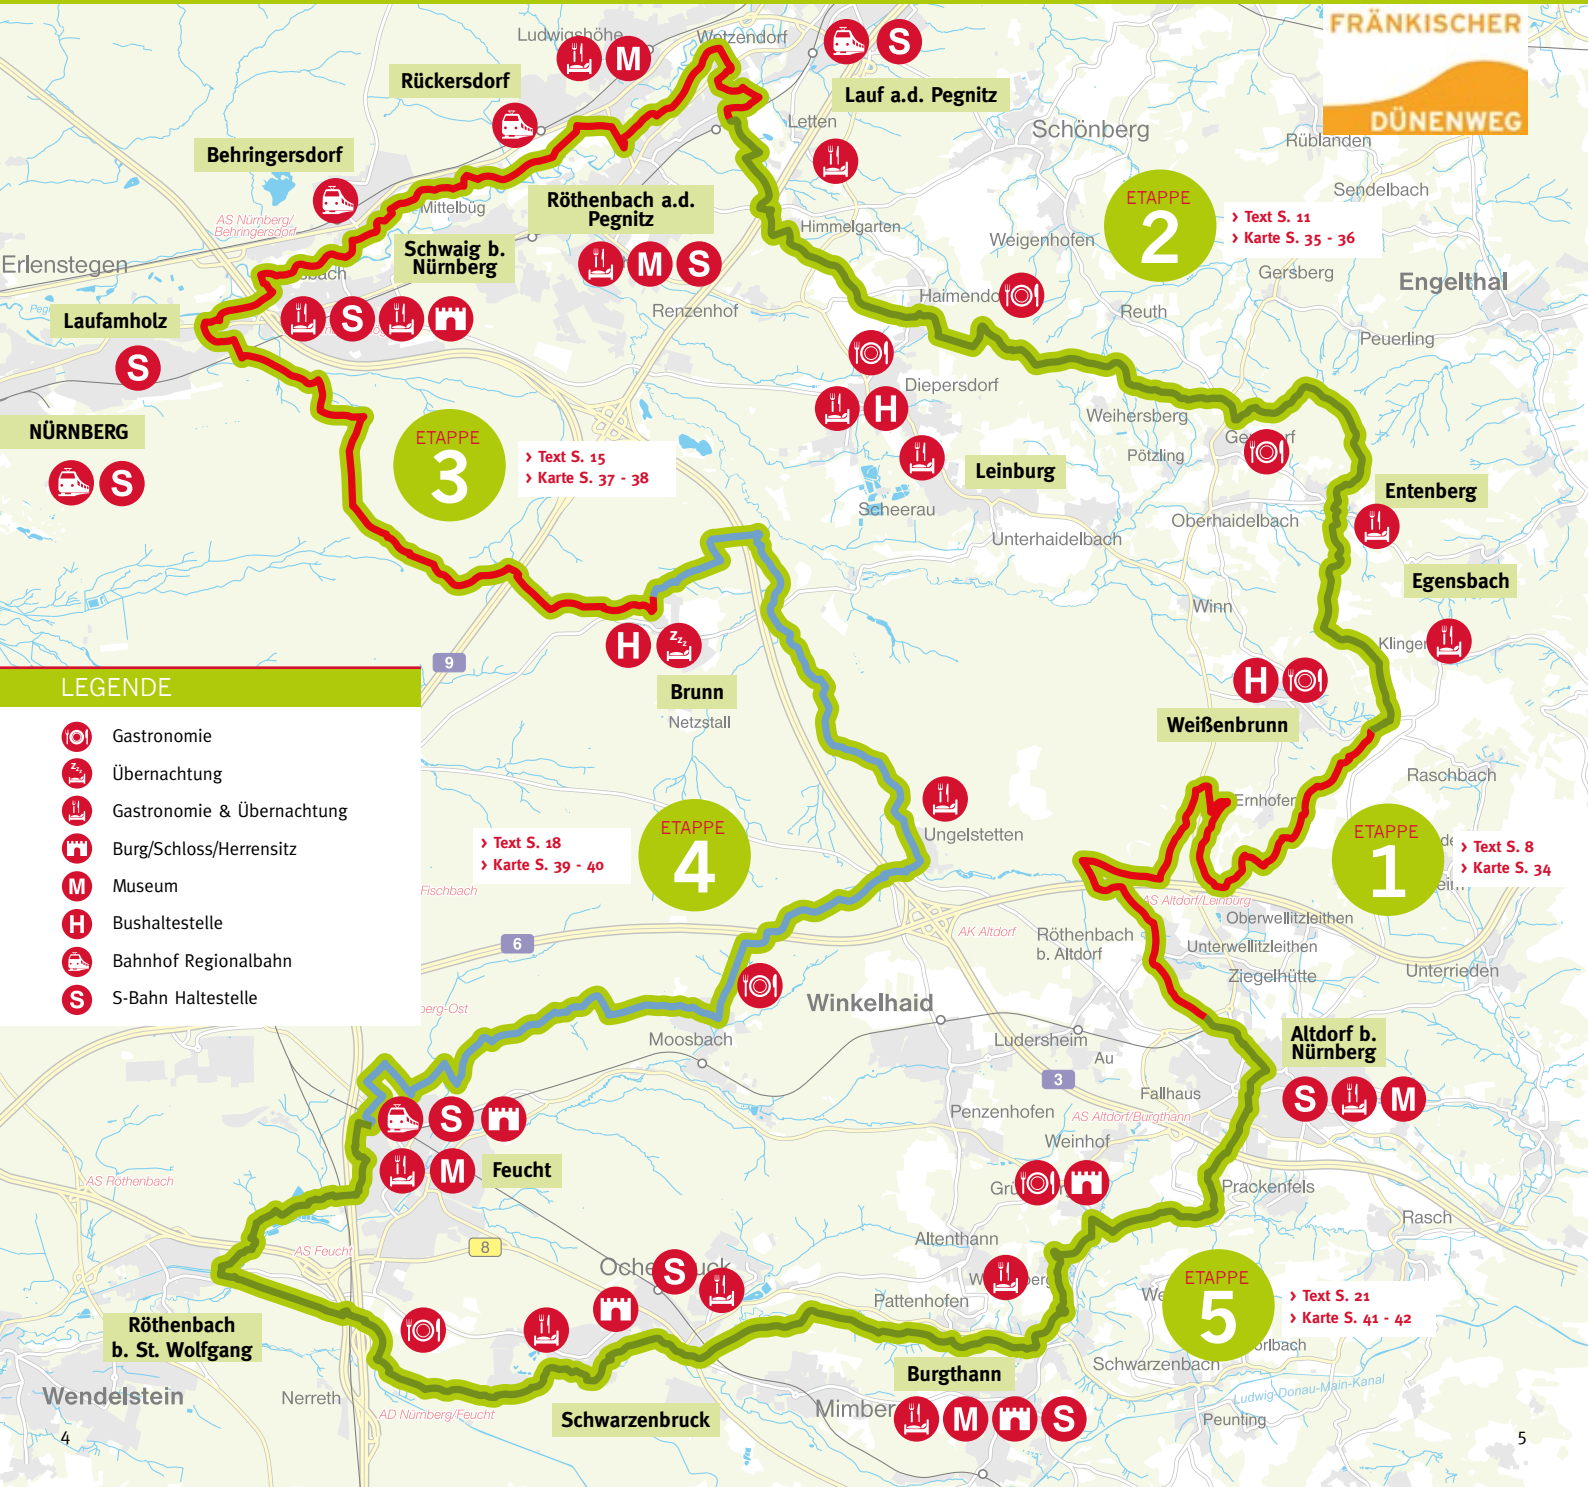 FRÄNKISCHER
DÜNENWEG
Ludwigshöhe
Wetzendorf
Rückersdorf
M
S
Lauf a.d. Pegnitz
Letten
Schönberg
Rüblanden
Behringersdorf
Sendelbach
Mittelbüg
AS Nürnberg/
Behringersdorf
Röthenbach a.d.
Pegnitz
M
S
Himmelgarten
Weigenhofen
ETAPPE
2
› Text S. 11
› Karte S. 35 - 36
Erlenstegen
Schwaig b.
Nürnberg
Gersberg
Engelthal
Laufamholz
S
S
Renzenhof
Reuth
Peuerling
Diepersdorf
H
Weihersberg
Pötzling
NÜRNBERG
S
ETAPPE
3
› Text S. 15
› Karte S. 37 - 38
Leinburg
Entenberg
Scheerau
Unterhaidelbach
Oberhaidelbach
Egensbach
Winn
H
zzz
9
Brunn
Netzstall
H
Weißenbrunn
LEGENDE
Gastronomie
zzz
Übernachtung
Gastronomie & Übernachtung
Burg/Schloss/Herrensitz
M
Museum
H
Bushaltestelle
Bahnhof Regionalbahn
S
S-Bahn Haltestelle
Raschbach
Ernhofen
Ungelstetten
ETAPPE
4
› Text S. 18
› Karte S. 39 - 40
ETAPPE
1
› Text S. 8
› Karte S. 34
Fischbach
AS Altdorf/Leinburg
Oberwellitzleithen
6
AK Altdorf
Röthenbach
b. Altdorf
Unterwellitzleithen
Ziegelhütte
Unterrieden
Winkelhaid
Moosbach
Ludersheim
Au
Altdorf b.
Nürnberg
S
M
3
Fallhaus
Penzenhofen
AS Altdorf/Burgthann
Weinhof
S
M
Feucht
AS Röthenbach
Prackenfels
Rasch
AS Feucht
8
Altenthann
S
Pattenhofen
ETAPPE
5
› Text S. 21
› Karte S. 41 - 42
Röthenbach
b. St. Wolfgang
Wendelstein
Nerreth
AD Nürnberg/Feucht
Schwarzenbruck
Burgthann
M
S
Schwarzenbach
Ludwig-Donau-Main-Kanal
Peunting
4
5